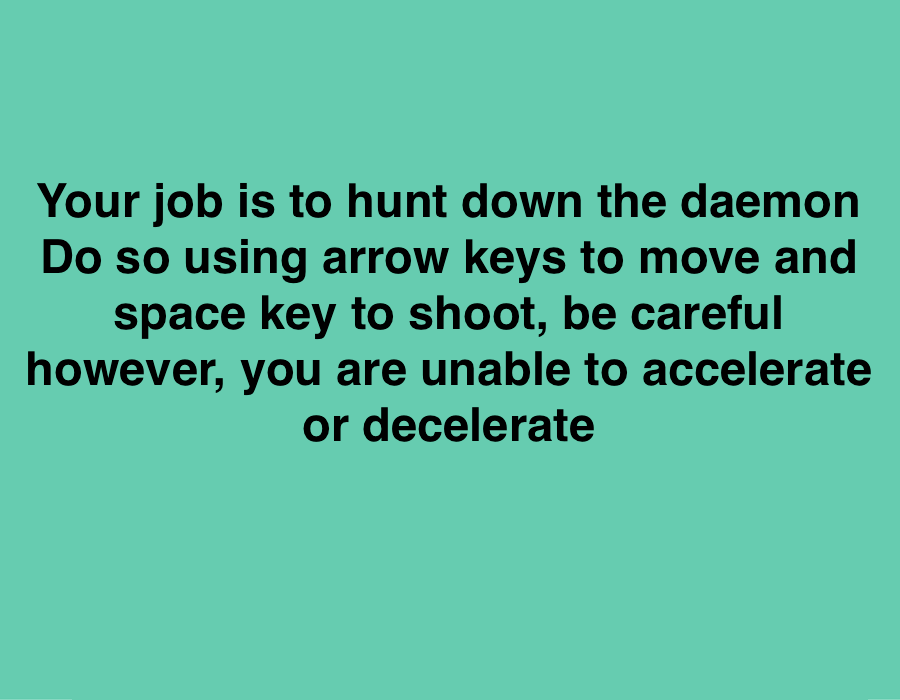 Your job is to hunt down the daemon
Do so using arrow keys to move and
space key to shoot, be careful
however, you are unable to accelerate
or decelerate